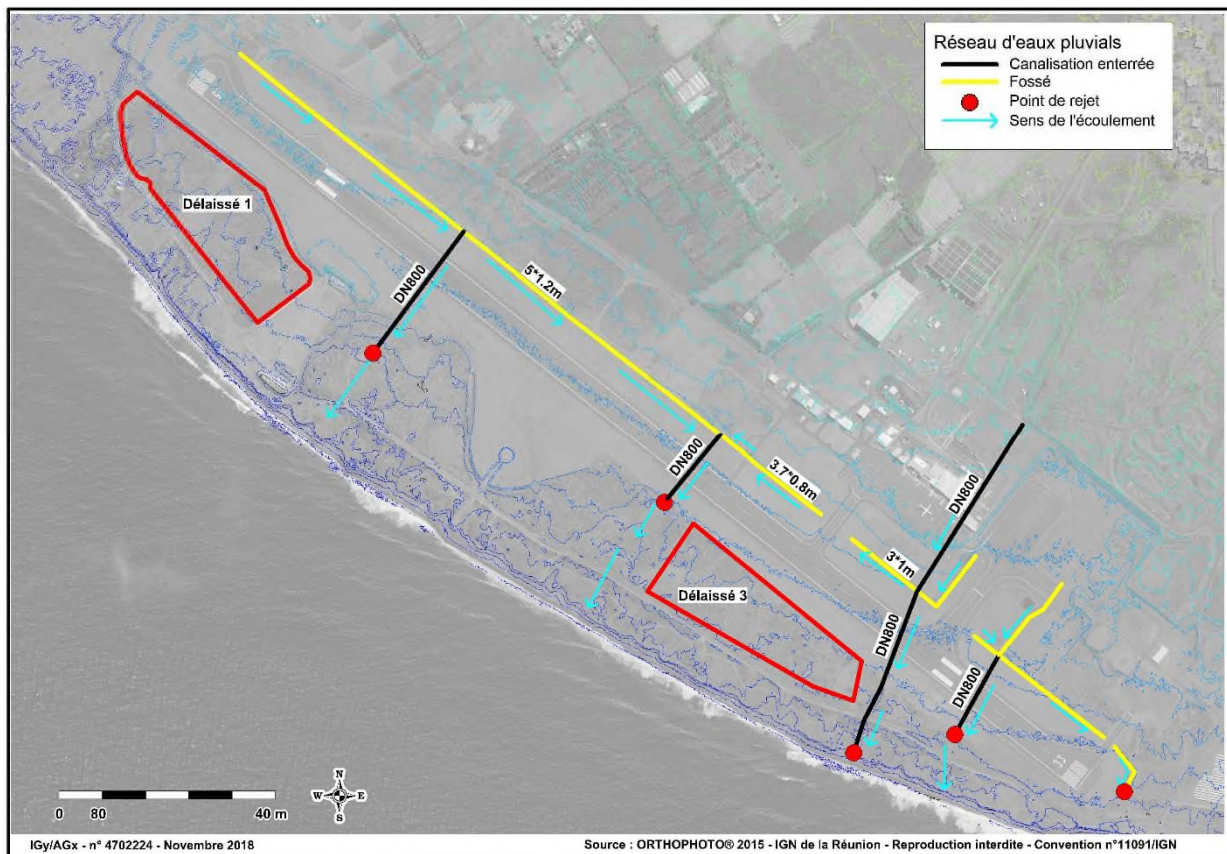 Réseau d'eaux pluvials
Canalisation enterrée
Fossé
Point de rejet
Sens de l'écoulement
Délaissé 1
DN800
5*1.2m
DN800
3.7*0.8m
DN800
3*1m
Délaissé 3
DN800
DN800
13
N
W E
S
0 80 40 m
IGy/AGx - n° 4702224 - Novembre 2018
Source : ORTHOPHOTO® 2015 - IGN de la Réunion - Reproduction interdite - Convention n°11091/IGN